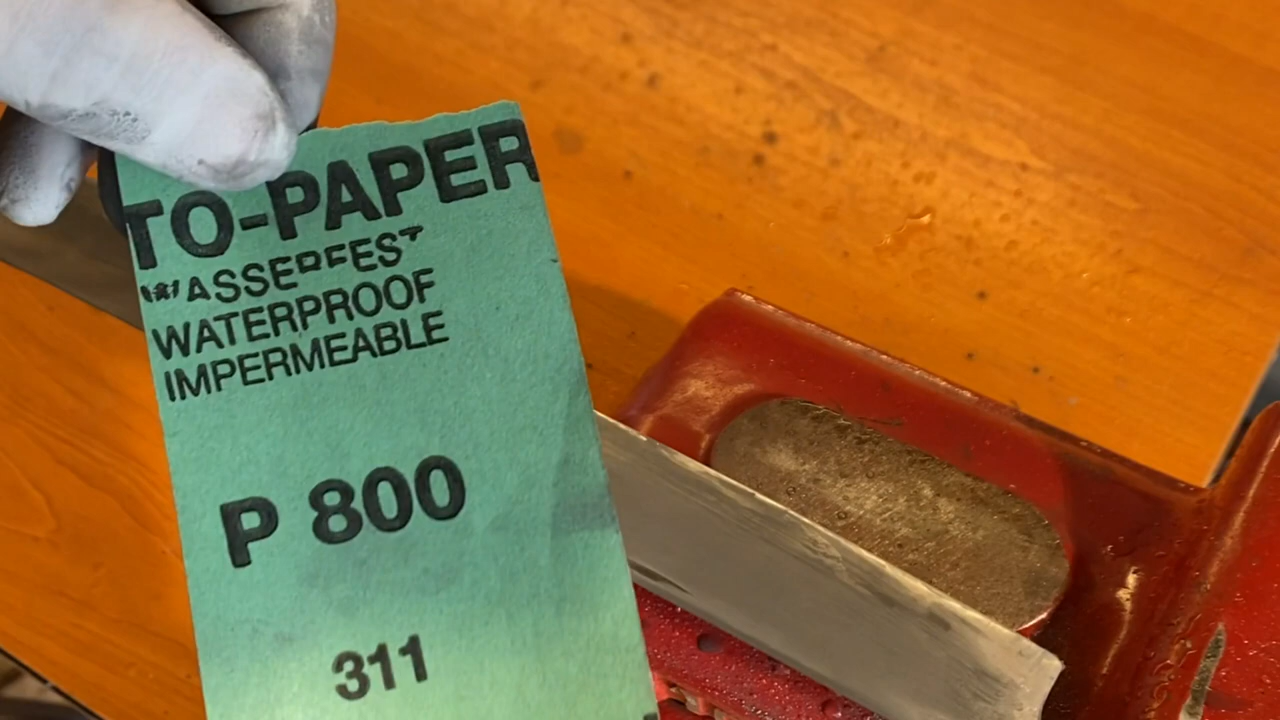 TO-PAPER
WASSERFEST
WATERPROOF
IMPERMEABLE
P 800
311